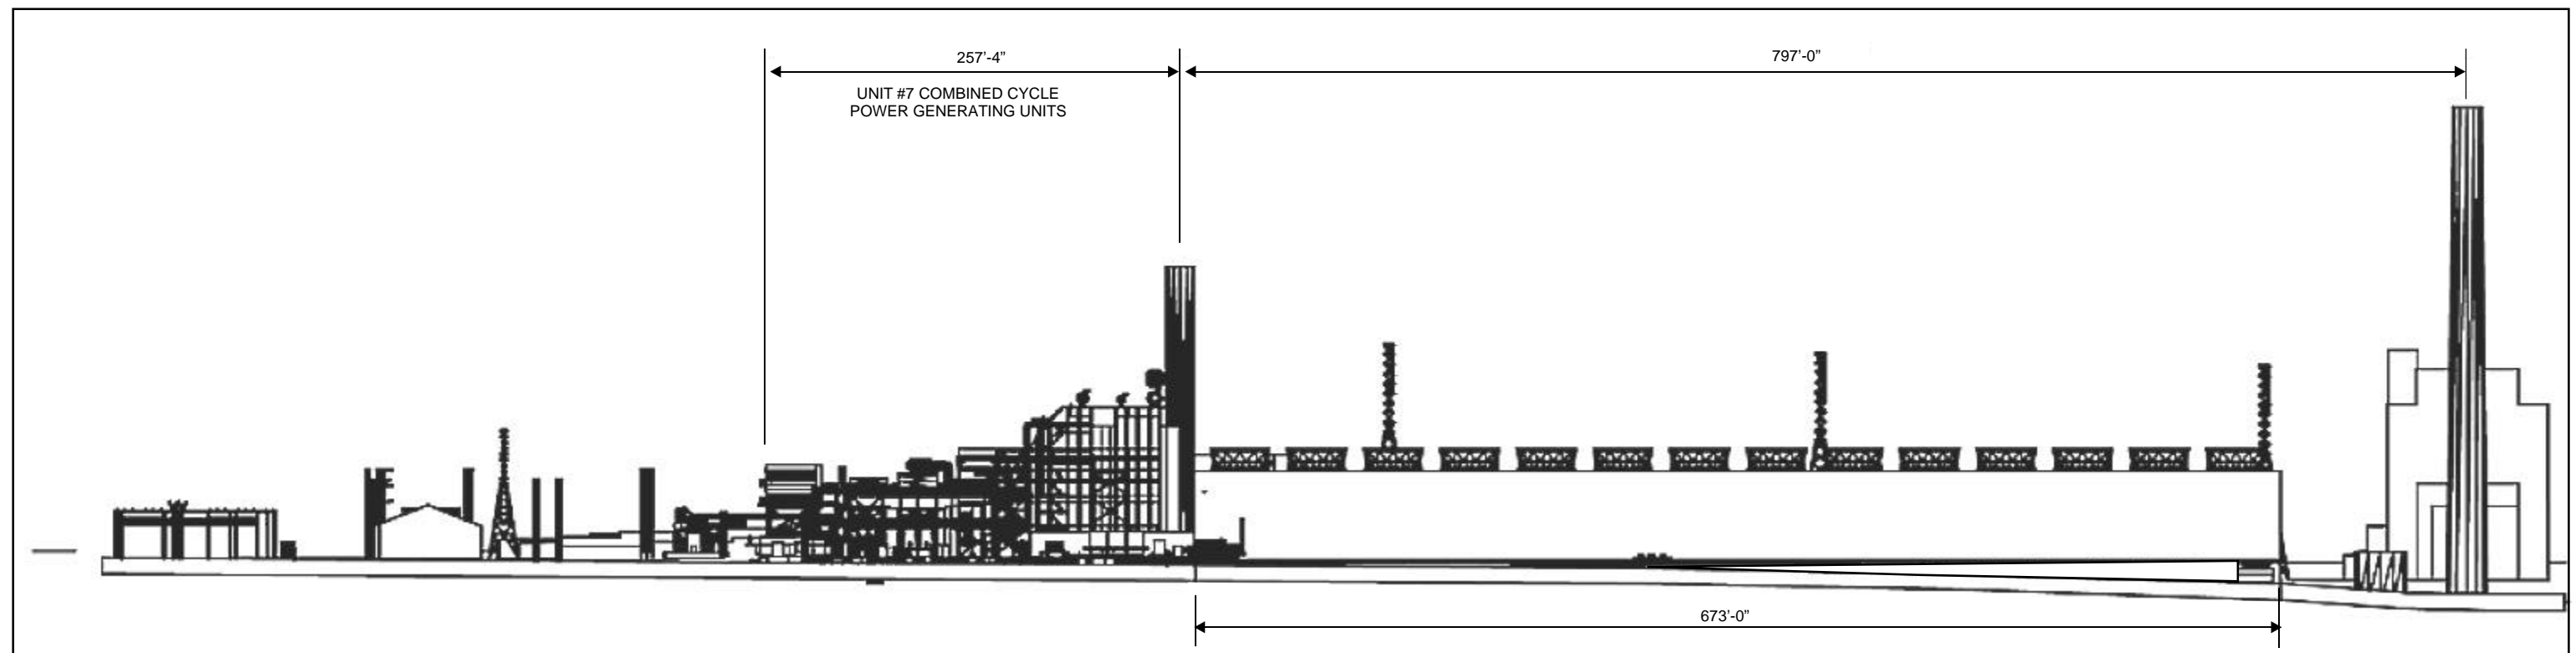 257’-4”
797’-0”
UNIT #7 COMBINED CYCLE
POWER GENERATING UNITS
673’-0”